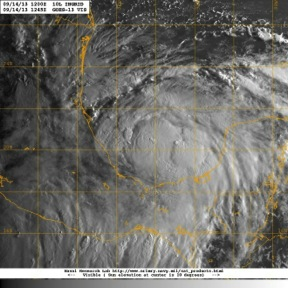 09/14/13 1200Z 10L INGRID
09/14/13 1245Z GOES-13 VIS
Naval Research Lab http://www.nrlmry.navy.mil/sat_products.html
<-- Visible ( Sun elevation at center is 10 degrees) -->